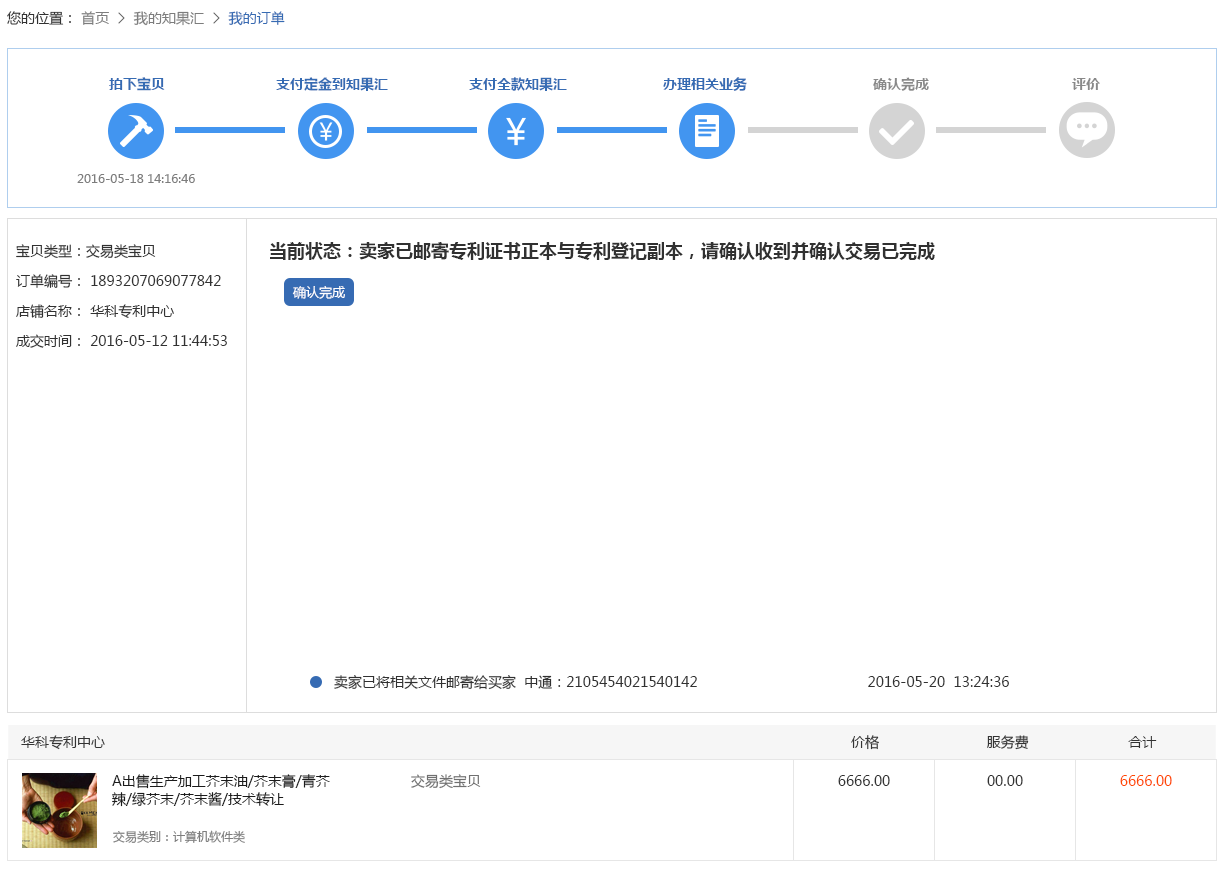 您的位置： 首页 > 我的知果汇 > 我的订单
拍下宝贝 支付定金到知果汇 支付全款知果汇 办理相关业务 确认完成 评价
2016-05-18 14:16:46
宝贝类型：交易类宝贝
订单编号： 1893207069077842
店铺名称： 华科专利中心
成交时间： 2016-05-12 11:44:53
当前状态：卖家已邮寄专利证书正本与专利登记副本，请确认收到并确认交易已完成
确认完成
卖家已将相关文件邮寄给买家 中通：2105454021540142 2016-05-20 13:24:36
华科专利中心 价格 服务费 合计
A出售生产加工芥末油/芥末膏/青芥 交易类宝贝 6666.00 00.00 6666.00
辣/绿芥末/芥末酱/技术转让
交易类别：计算机软件类